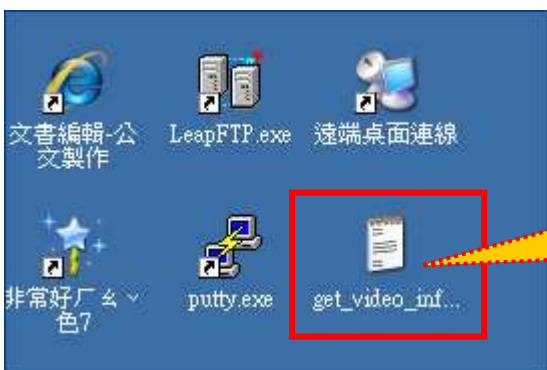 文書編輯-公
文製作
LeapFTP.exe
遠端桌面連線
非常好ㄏㄠˇ
色7
putty.exe
get_video_inf...